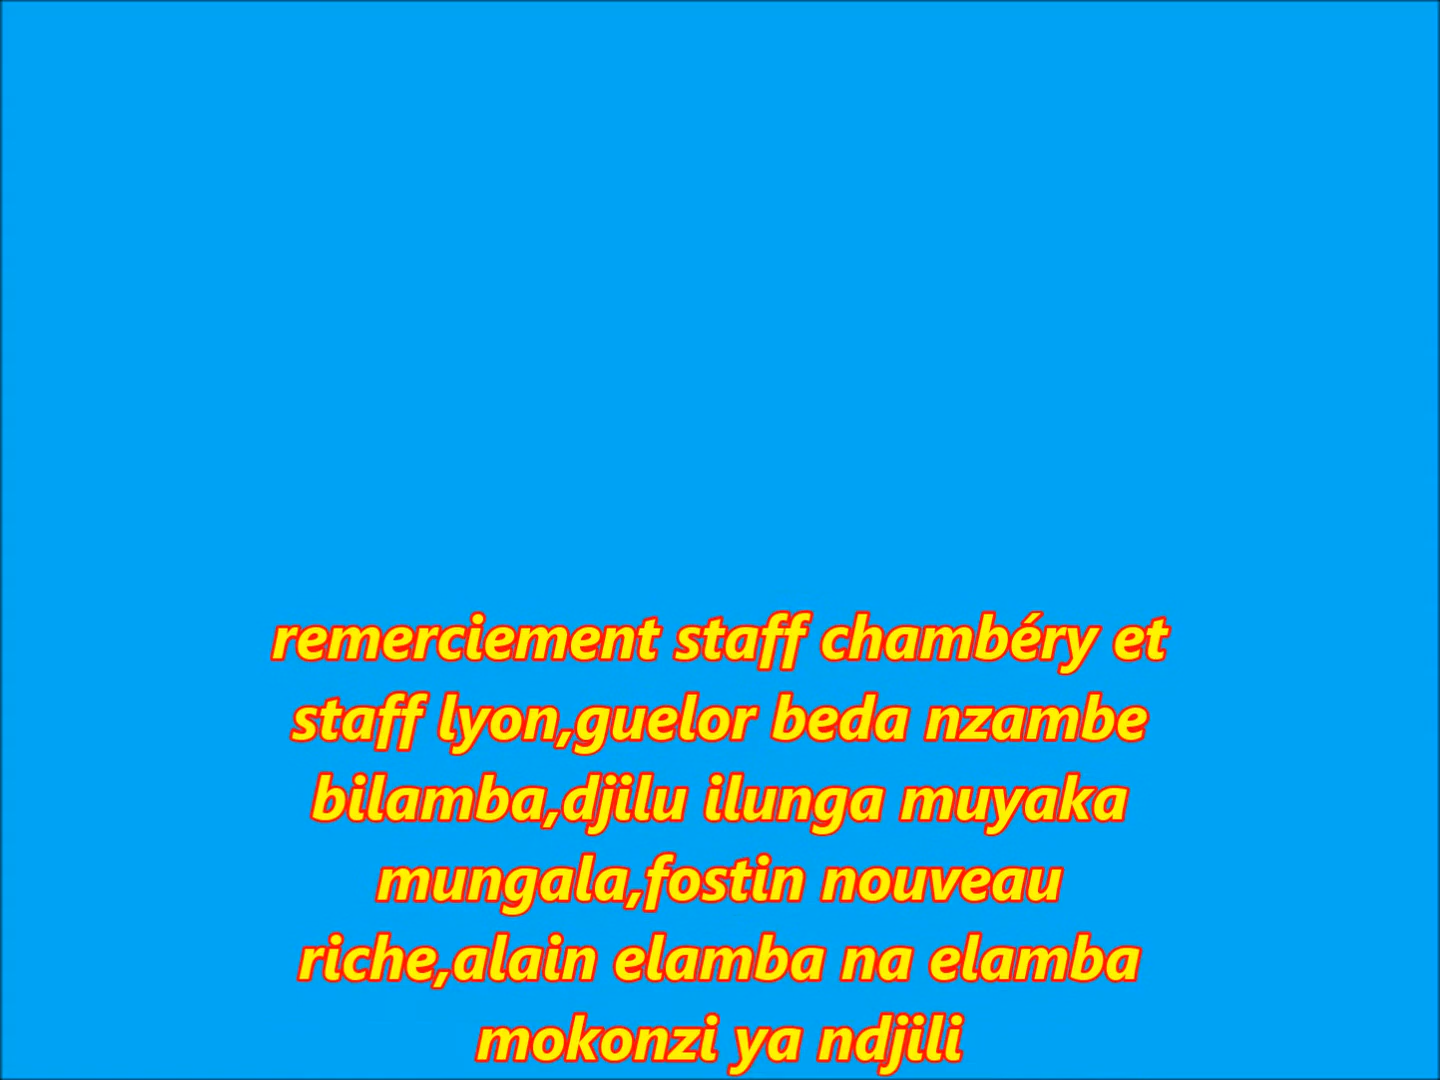 remerciement staff chambéry et
staff lyon,guelor beda nzambe
bilamba,djilu ilunga muyaka
mungala,fostin nouveau
riche,alain elamba na elamba
mokonzi ya ndjili